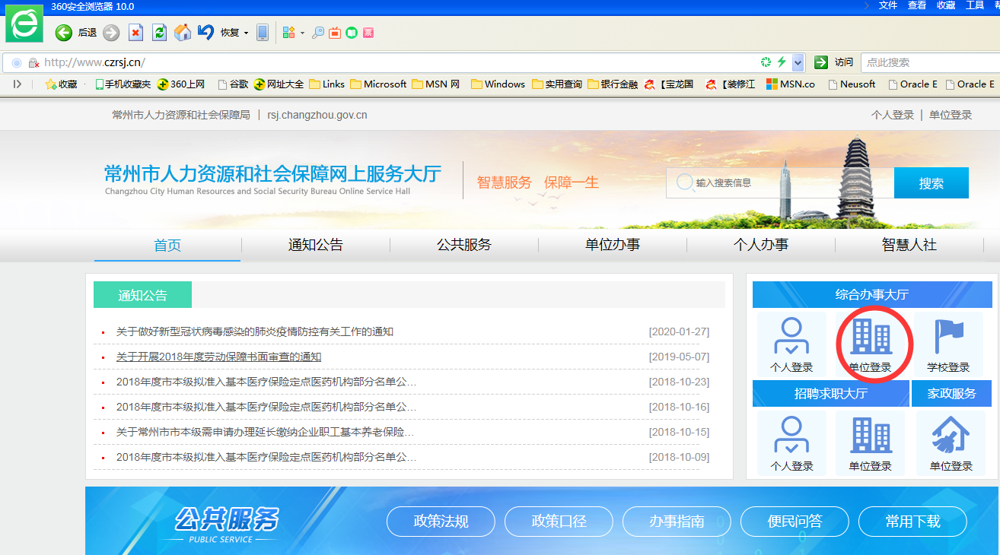 360安全浏览器 10.0
文件 查看 收藏 工具
后退 恢复
http://www.czrsj.cn/ 访问 点此搜索
收藏 手机收藏夹 360上网 谷歌 网址大全 Links Microsoft MSN 网 Windows 实用查询 银行金融 【宝龙国 【装修江 MSN.co Neusoft Oracle E Oracle E
常州市人力资源和社会保障局 | rsj.changzhou.gov.cn 个人登录 | 单位登录
常州市人力资源和社会保障网上服务大厅
Changzhou City Human Resources and Social Security Bureau Online Service Hall
智慧服务 保障一生
输入搜索信息 搜索
首页 通知公告 公共服务 单位办事 个人办事 智慧人社
通知公告
关于做好新型冠状病毒感染的肺炎疫情防控有关工作的通知 [2020-01-27]
关于开展2018年度劳动保障书面审查的通知 [2019-05-07]
2018年度市本级拟准入基本医疗保险定点医药机构部分名单公... [2018-10-23]
2018年度市本级拟准入基本医疗保险定点医药机构部分名单公... [2018-10-16]
关于常州市市本级需申请办理延长缴纳企业职工基本养老保险... [2018-10-15]
2018年度市本级拟准入基本医疗保险定点医药机构部分名单公... [2018-10-09]
综合办事大厅
个人登录 单位登录 学校登录
招聘求职大厅 家政服务
个人登录 单位登录 单位登录
公共服务
PUBLIC SERVICE
政策法规 政策口径 办事指南 便民问答 常用下载